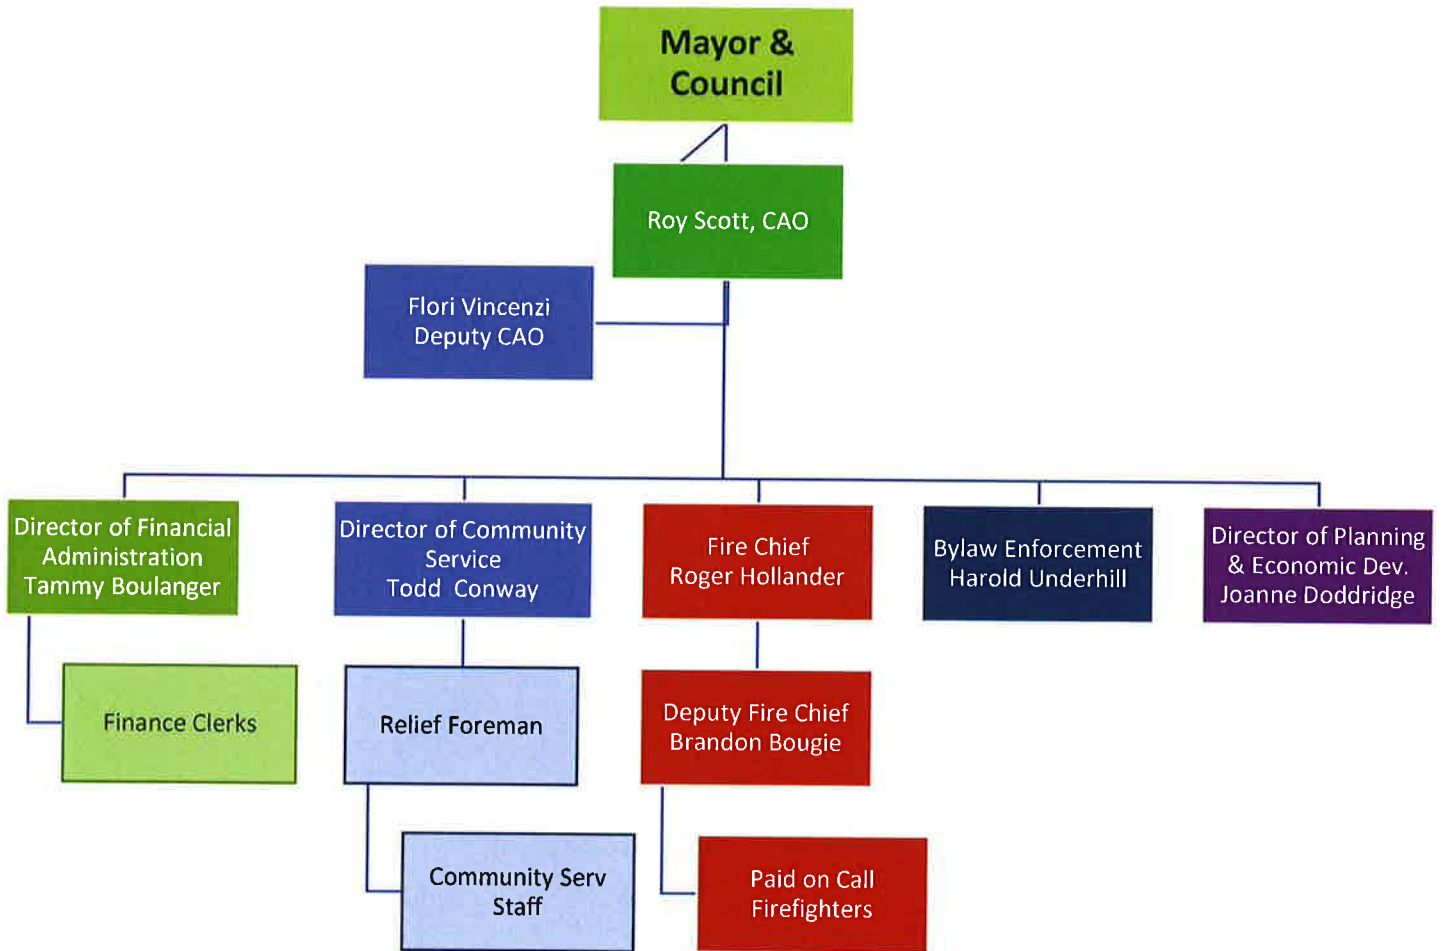 Mayor &
Council
Roy Scott, CAO
Flori Vincenzi
Deputy CAO
Director of Financial
Administration
Tammy Boulanger
Director of Community
Service
Todd  Conway
Fire Chief
Roger Hollander
Bylaw Enforcement
Harold Underhill
Director of Planning
& Economic Dev.
Joanne Doddridge
Finance Clerks
Relief Foreman
Deputy Fire Chief
Brandon Bougie
Community Serv
Staff
Paid on Call
Firefighters